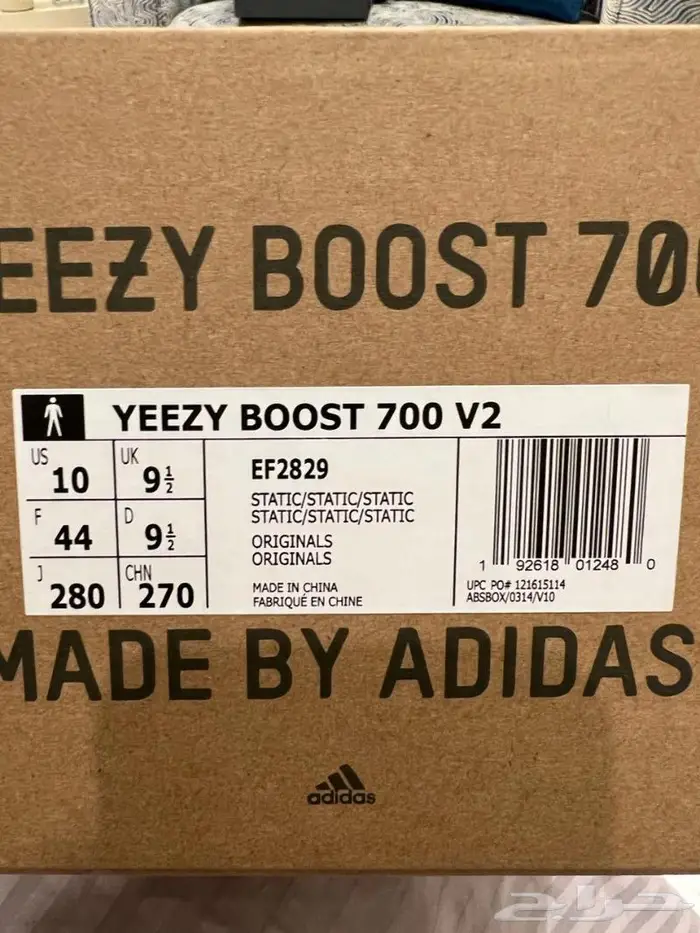 EEZY BOOST 70
YEEZY BOOST 700 V2
US 10 UK 9½
F 44 D 9½
J 280 CHN 270
EF2829
STATIC/STATIC/STATIC
STATIC/STATIC/STATIC
ORIGINALS
ORIGINALS
MADE IN CHINA
FABRIQUÉ EN CHINE
1 92618 01248 0
UPC PO# 121615114
ABSBOX/0314/V10
MADE BY ADIDAS
adidas
حراج